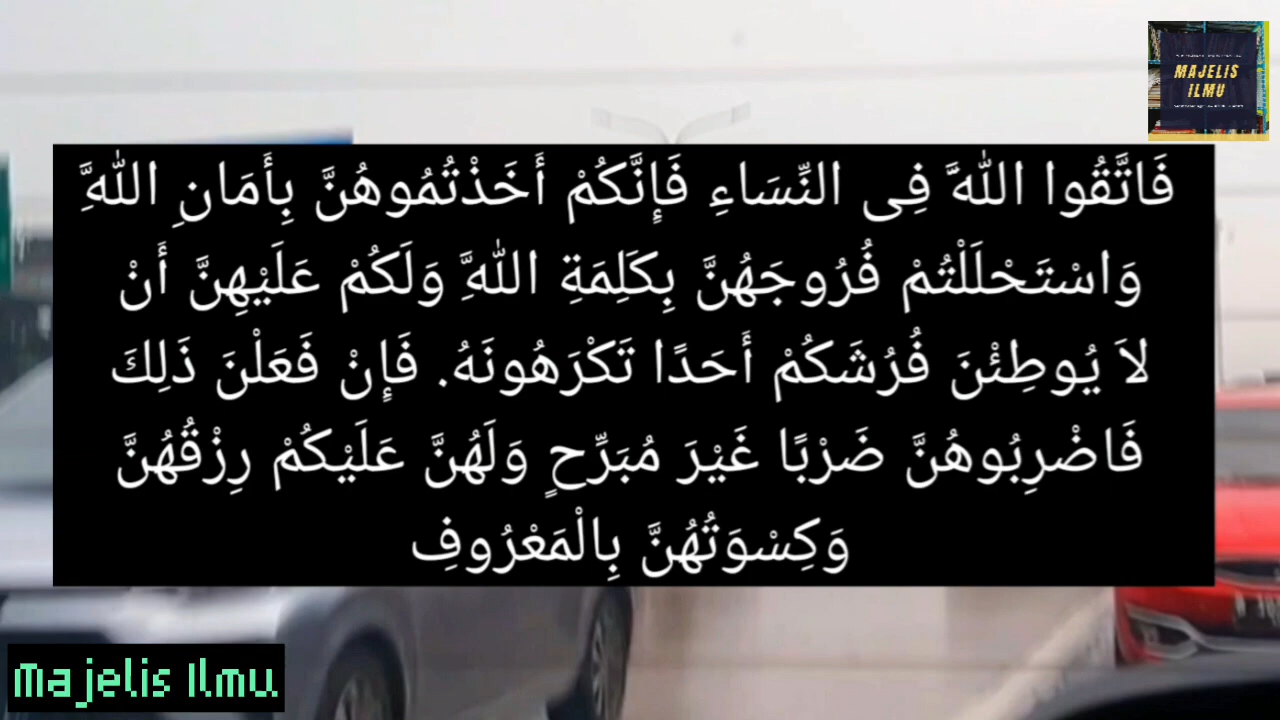 MAJELIS
ILMU
فَاتَّقُوا اللَّهَ فِى النِّسَاءِ فَإِنَّكُمْ أَخَذْتُمُوهُنَّ بِأَمَانِ اللَّهِ
وَاسْتَحْلَلْتُمْ فُرُوجَهُنَّ بِكَلِمَةِ اللَّهِ وَلَكُمْ عَلَيْهِنَّ أَنْ
لاَ يُوطِئْنَ فُرُشَكُمْ أَحَدًا تَكْرَهُونَهُ. فَإِنْ فَعَلْنَ ذَلِكَ
فَاضْرِبُوهُنَّ ضَرْبًا غَيْرَ مُبَرِّحٍ وَلَهُنَّ عَلَيْكُمْ رِزْقُهُنَّ
وَكِسْوَتُهُنَّ بِالْمَعْرُوفِ
Majelis Ilmu